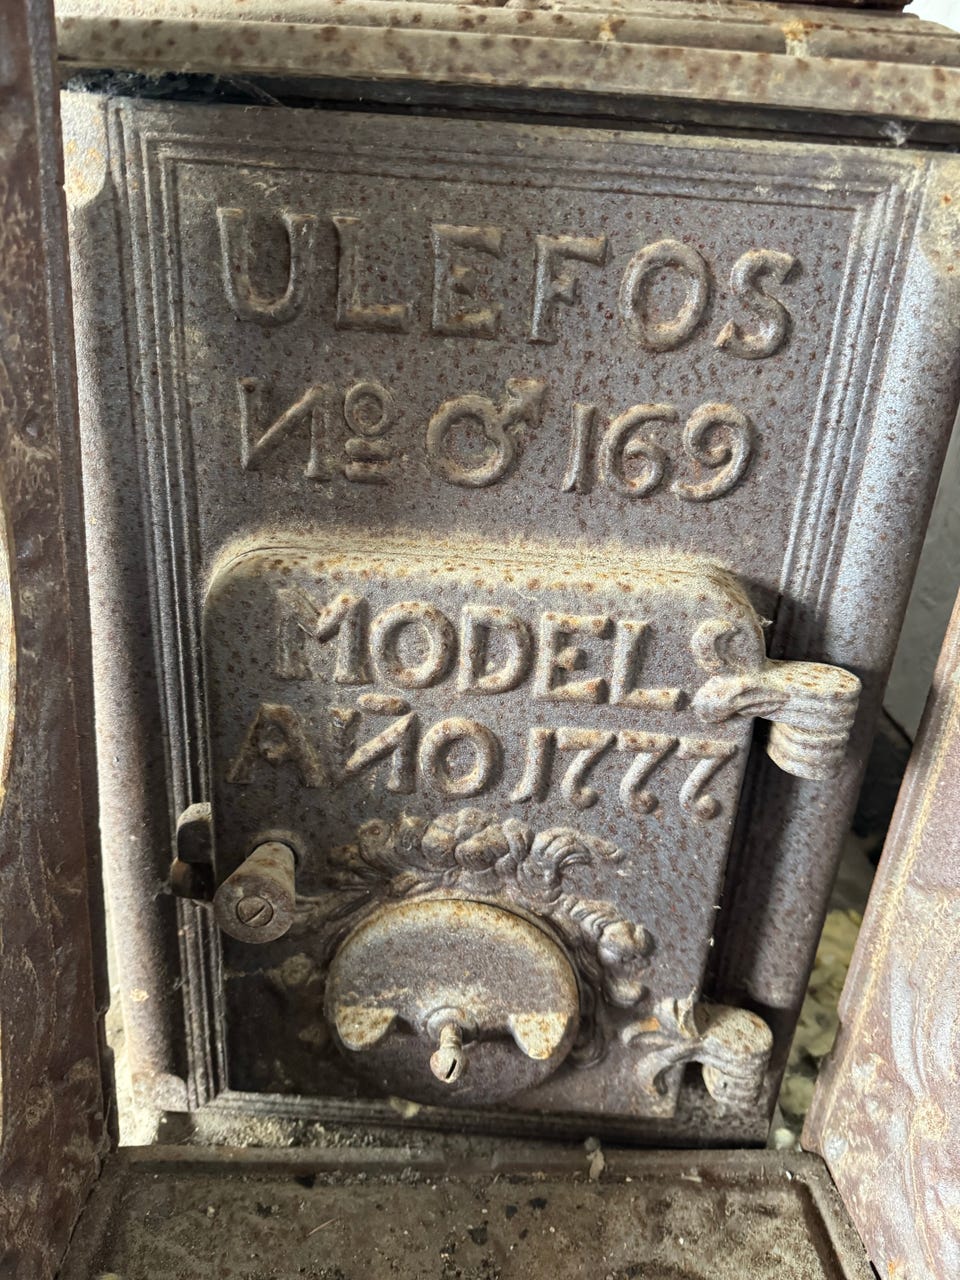 ULEFOS
Nº ♂ 169
MODEL
AÑO 1777